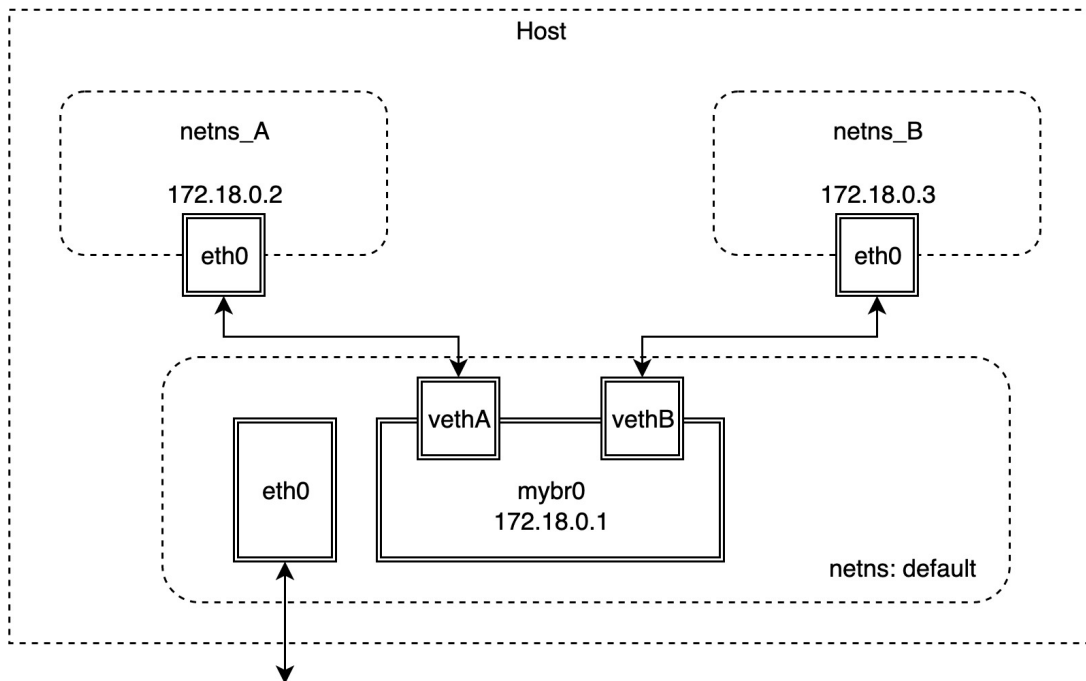 Host
netns_A
netns_B
172.18.0.2
172.18.0.3
eth0
eth0
vethA
vethB
eth0
mybr0
172.18.0.1
netns: default